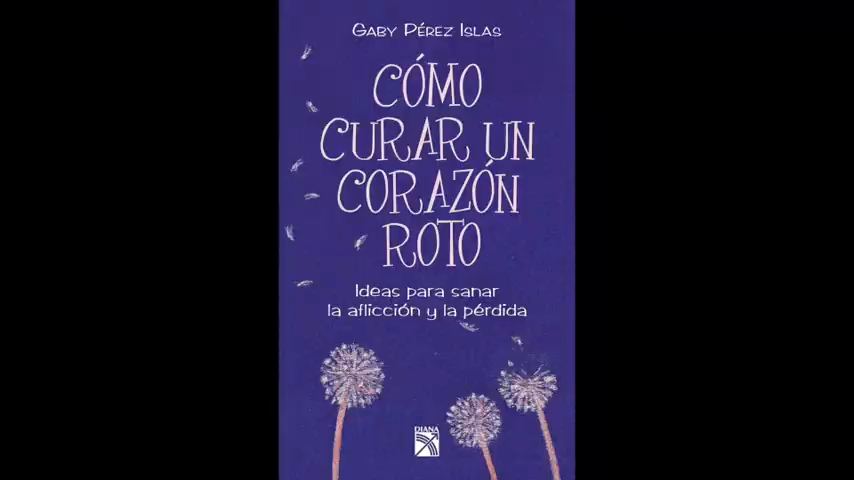 GABY PÉREZ ISLAS
CÓMO
CURAR UN
CORAZÓN
ROTO
Ideas para sanar
la aflicción y la pérdida
DIANA